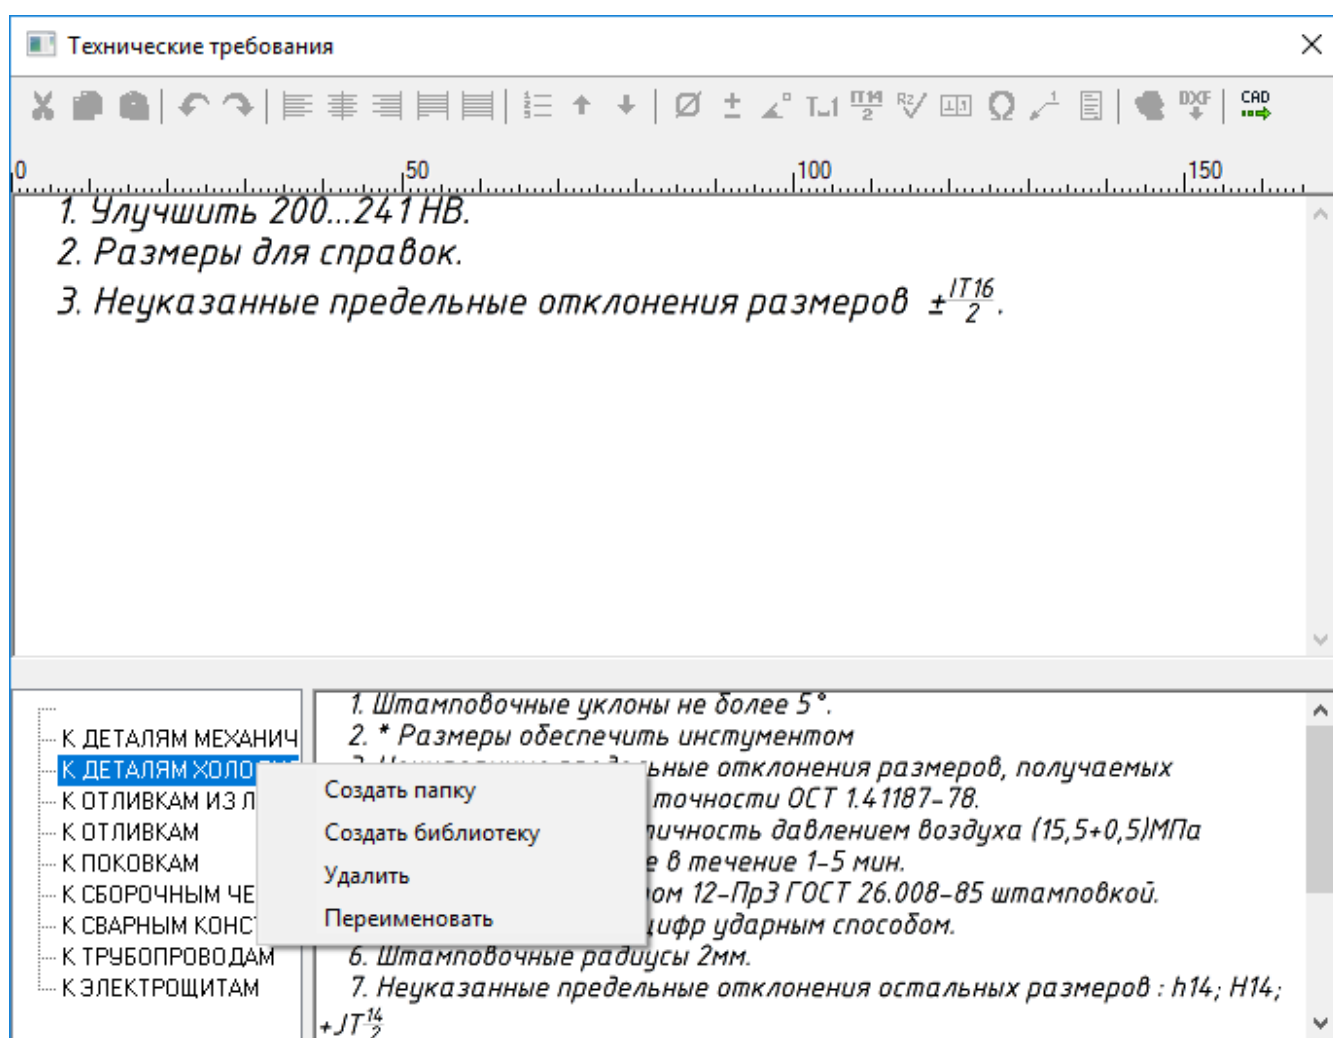 Технические требования
IT14
2
Rz
DXF
CAD
0 50 100 150
1. Улучшить 200...241 HB.
2. Размеры для справок.
3. Неуказанные предельные отклонения размеров ±IT16/2.
К ДЕТАЛЯМ МЕХАНИЧ
К ДЕТАЛЯМ ХОЛО
К ОТЛИВКАМ ИЗ Л
К ОТЛИВКАМ
К ПОКОВКАМ
К СБОРОЧНЫМ ЧЕ
К СВАРНЫМ КОНС
К ТРУБОПРОВОДАМ
К ЭЛЕКТРОЩИТАМ
Создать папку
Создать библиотеку
Удалить
Переименовать
1. Штамповочные уклоны не более 5°.
2. * Размеры обеспечить инстументом
ьные отклонения размеров, получаемых
точности ОСТ 1.41187-78.
ичность давлением воздуха (15,5+0,5)МПа
е в течение 1-5 мин.
ом 12-Пр3 ГОСТ 26.008-85 штамповкой.
цифр ударным способом.
6. Штамповочные радиусы 2мм.
7. Неуказанные предельные отклонения остальных размеров : h14; H14;
+JT14/2